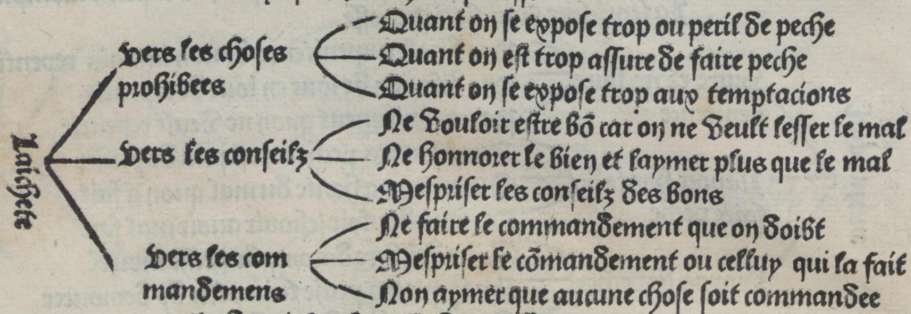 Laischete
vers les choses
prohibees
Quant on se expose trop ou peril de peche
Quant on est trop assure de faire peche
Quant on se expose trop aux temptacions
vers les conseilz
Ne vouloir estre bõ car on ne veult lesser le mal
Ne honnorer le bien et laymer plus que le mal
Mespriser les conseilz des bons
vers les com
mandemens
Ne faire le commandement que on doibt
Mespriser le cõmandement ou celluy qui la fait
Non aymer que aucune chose soit commandee